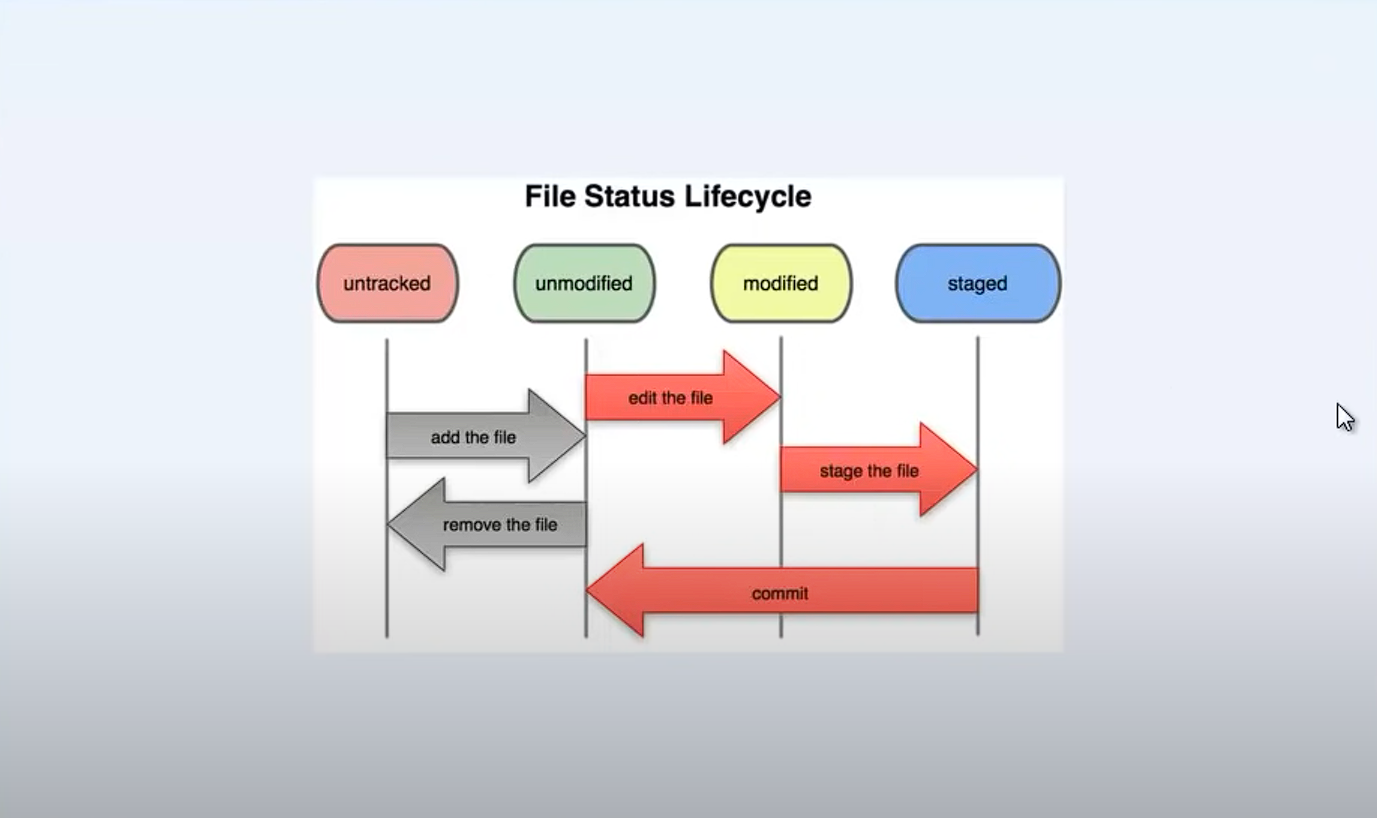 File Status Lifecycle
untracked
unmodified
modified
staged
edit the file
add the file
stage the file
remove the file
commit